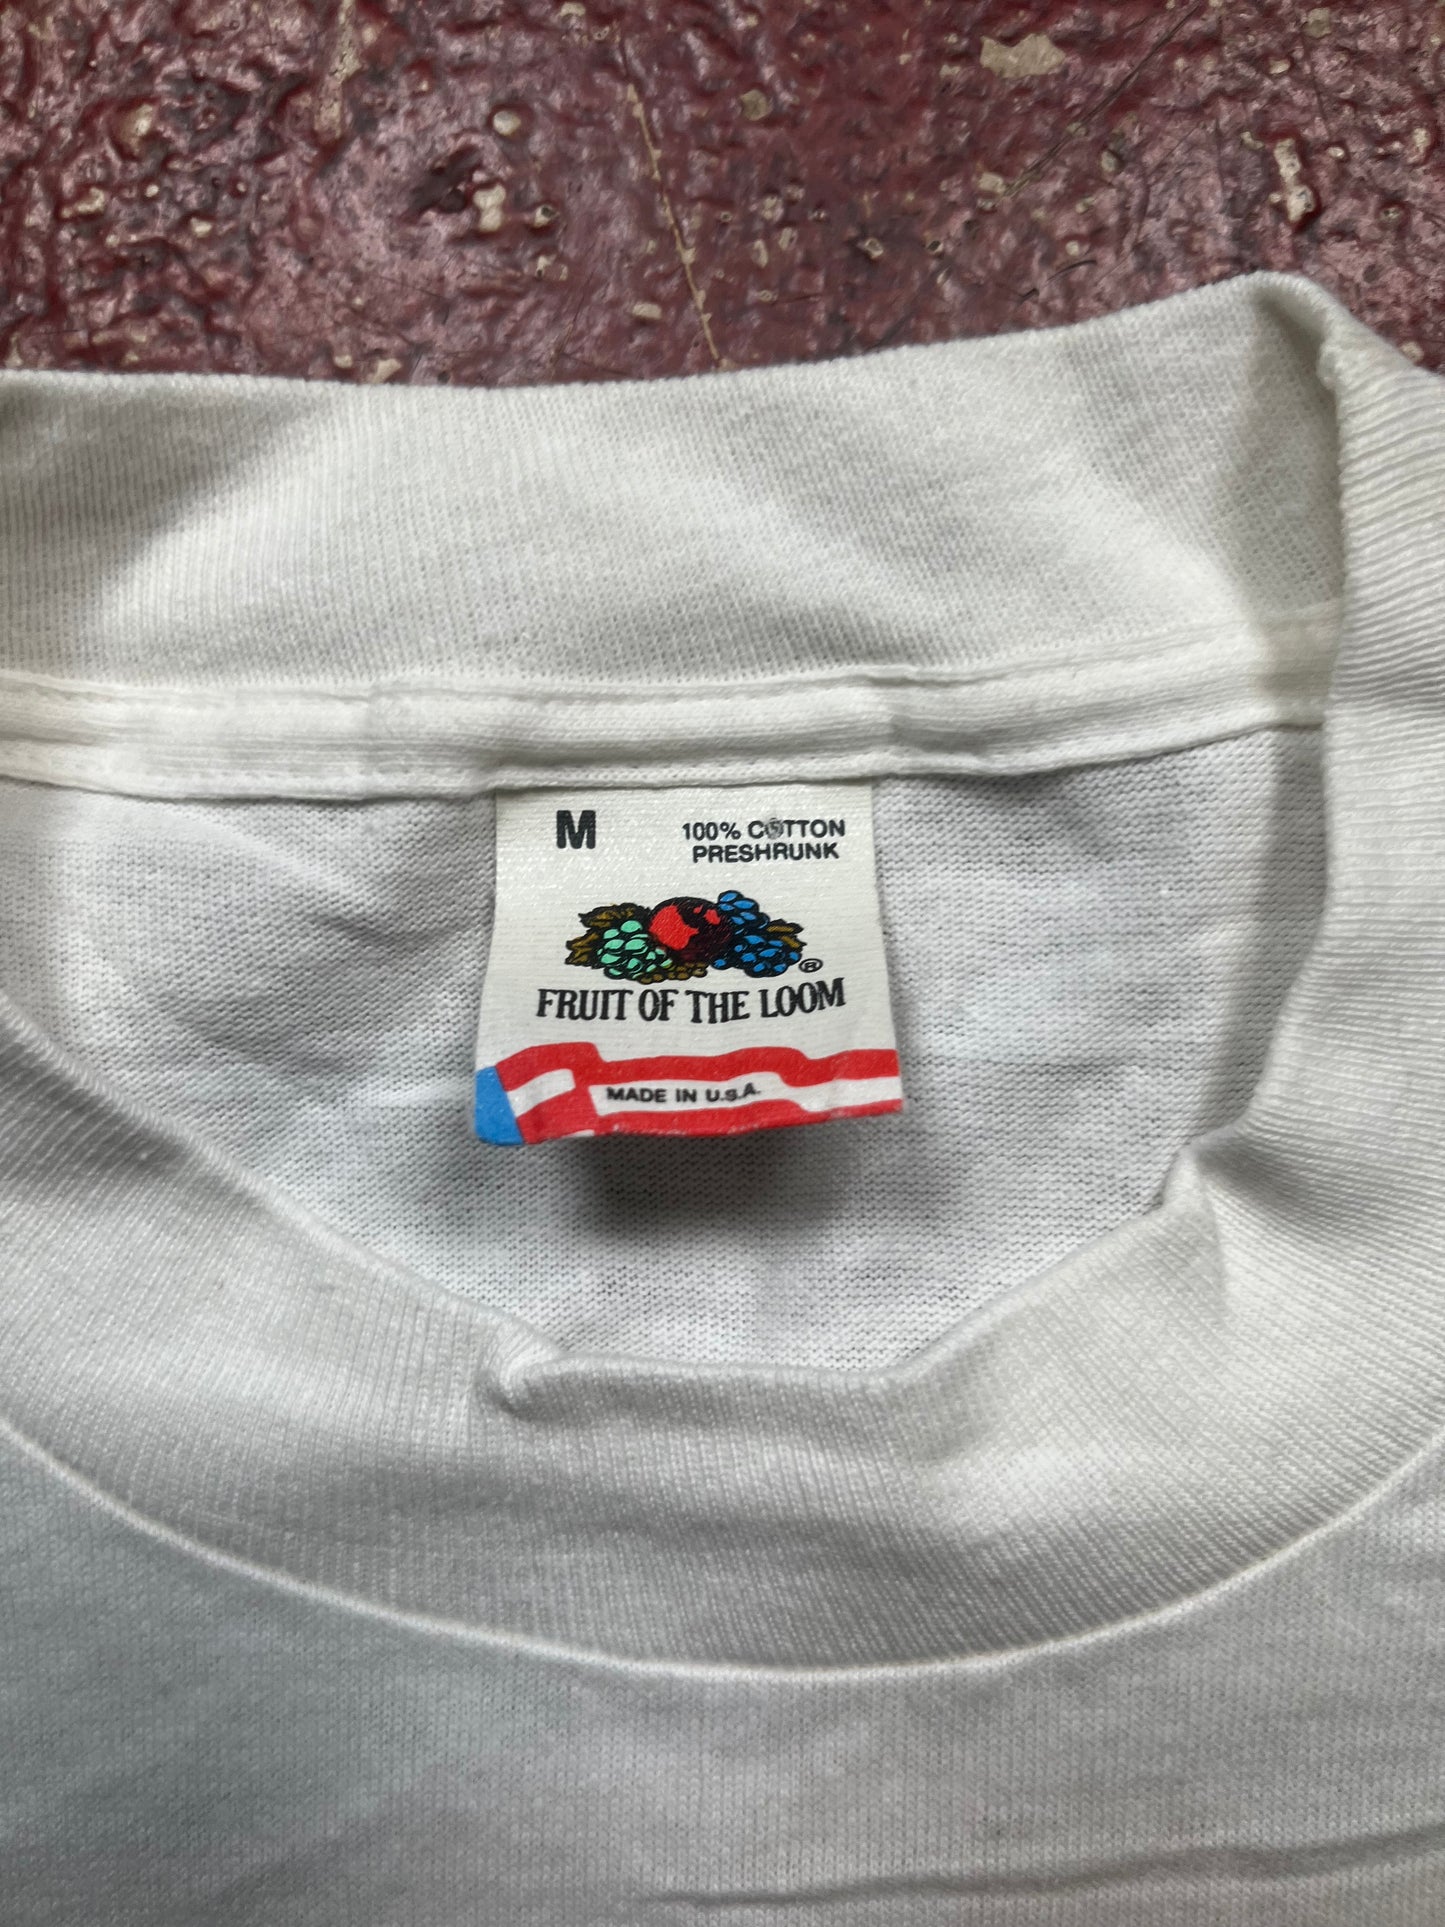 M
100% COTTON
PRESHRUNK
®
FRUIT OF THE LOOM
MADE IN U.S.A.